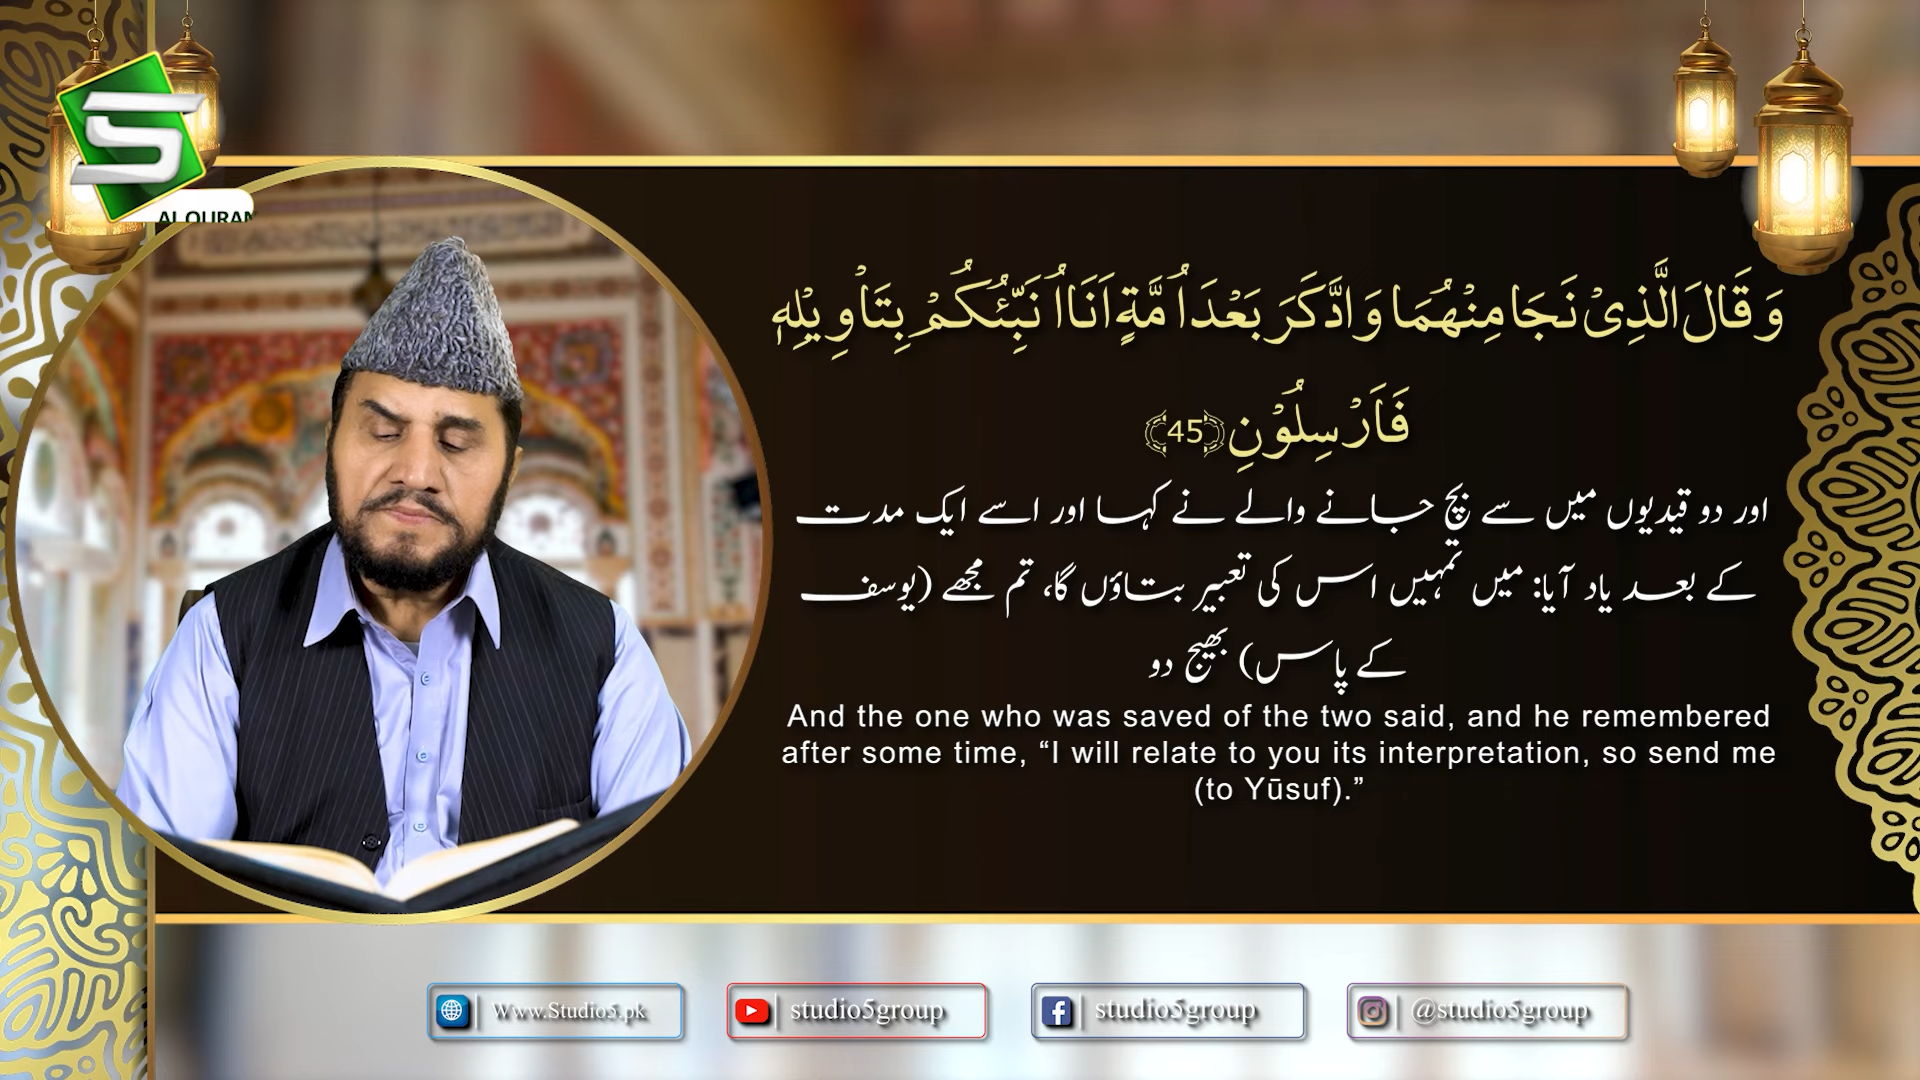 ALQURAN
وَ قَالَ الَّذِیْ نَجَا مِنْهُمَا وَ ادَّكَرَ بَعْدَ اُمَّةٍ اَنَا اُنَبِّئُكُمْ بِتَاْوِیْلِهٖ
فَاَرْسِلُوْنِ ﴿45﴾
اور دو قیدیوں میں سے بچ جانے والے نے کہا اور اسے ایک مدت
کے بعد یاد آیا: میں تمہیں اس کی تعبیر بتاؤں گا، تم مجھے (یوسف
کے پاس) بھیج دو
And the one who was saved of the two said, and he remembered
after some time, “I will relate to you its interpretation, so send me
(to Yūsuf).”
Www.Studio5.pk
studio5group
studio5group
@studio5group